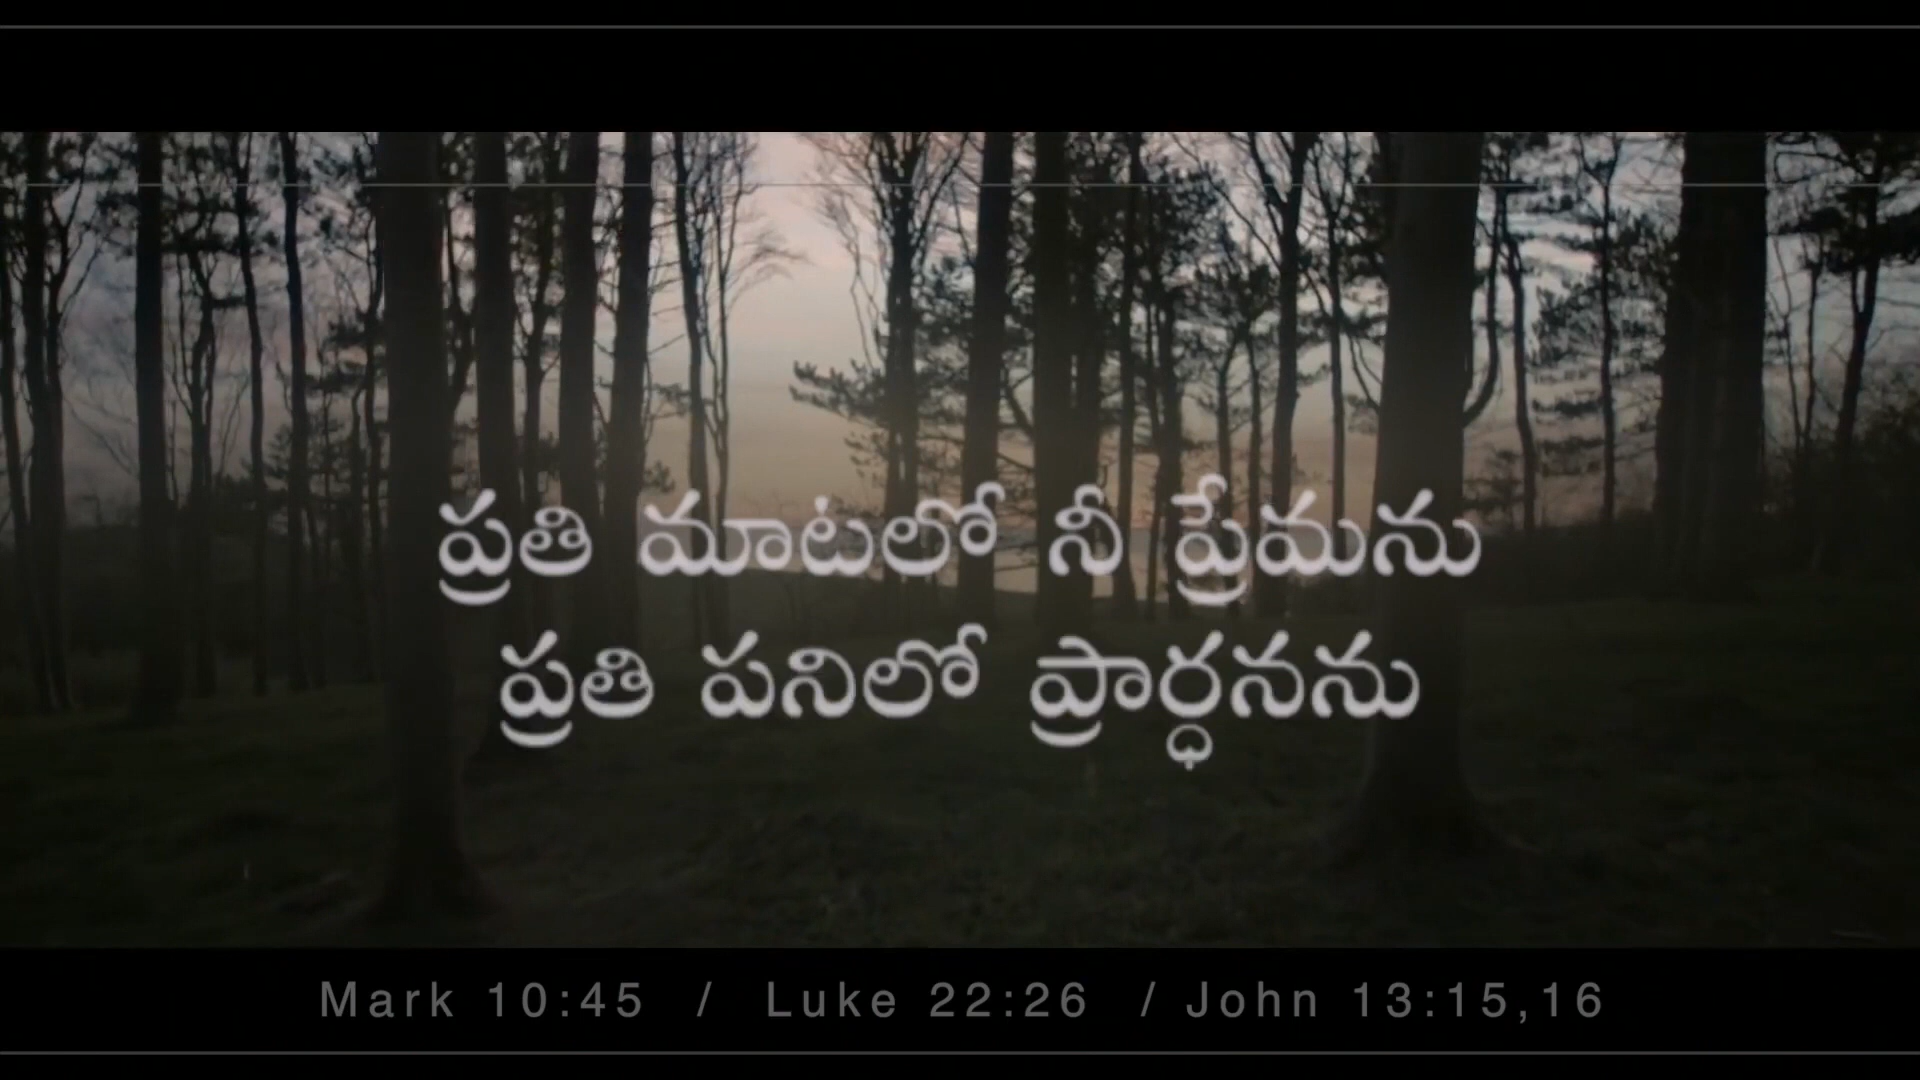 ప్రతి మాటలో నీ ప్రేమను
ప్రతి పనిలో ప్రార్ధనను
Mark 10:45 / Luke 22:26 / John 13:15,16